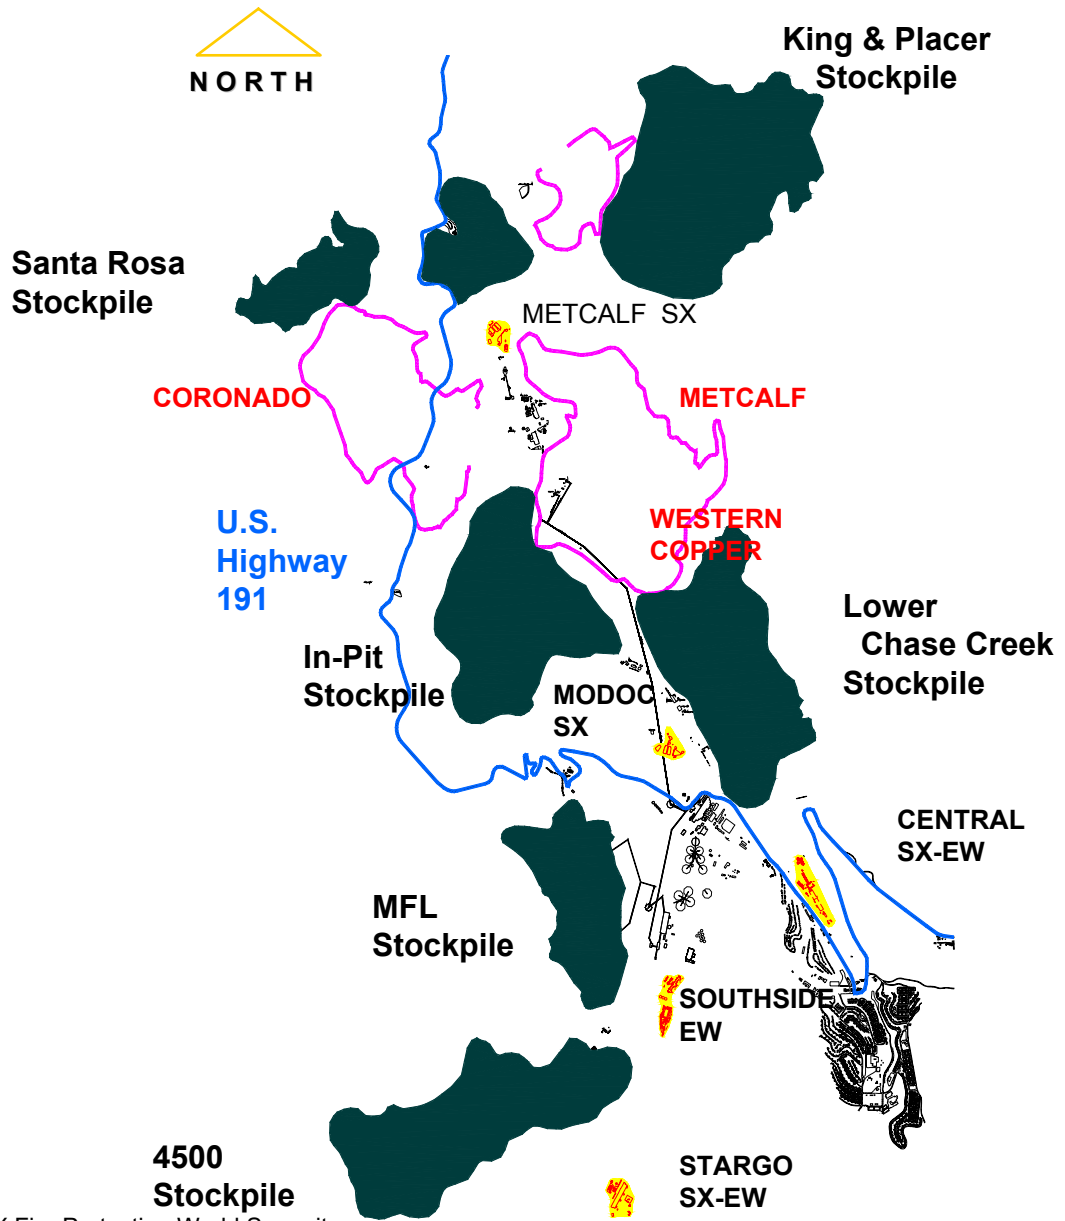 King & Placer
Stockpile
NORTH
Santa Rosa
Stockpile
METCALF SX
CORONADO
METCALF
U.S.
Highway
191
WESTERN
COPPER
Lower
Chase Creek
Stockpile
In-Pit
Stockpile
MODOC
SX
CENTRAL
SX-EW
MFL
Stockpile
SOUTHSIDE
EW
4500
Stockpile
STARGO
SX-EW